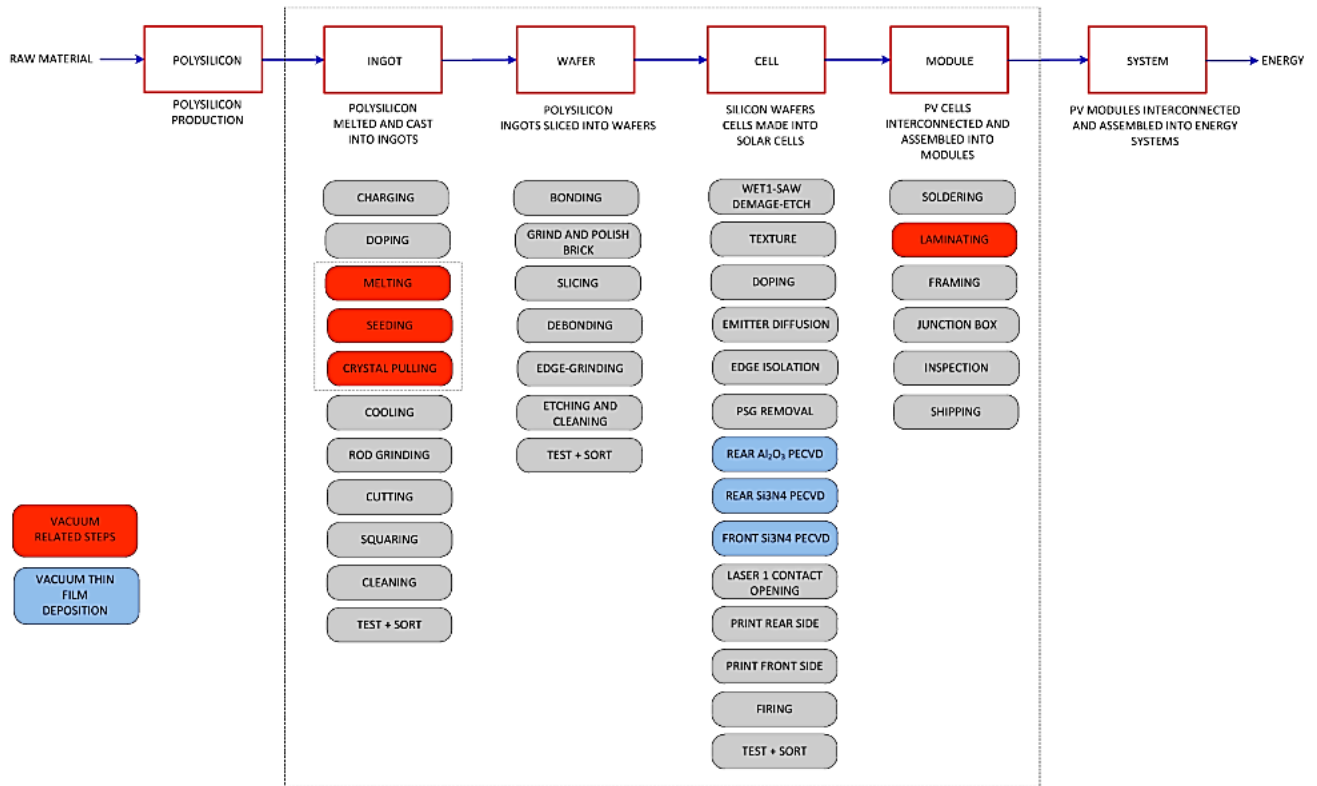 RAW MATERIAL
POLYSILICON
INGOT
WAFER
CELL
MODULE
SYSTEM
ENERGY
POLYSILICON
PRODUCTION
POLYSILICON
MELTED AND CAST
INTO INGOTS
POLYSILICON
INGOTS SLICED INTO WAFERS
SILICON WAFERS
CELLS MADE INTO
SOLAR CELLS
PV CELLS
INTERCONNECTED AND
ASSEMBLED INTO
MODULES
PV MODULES INTERCONNECTED
AND ASSEMBLED INTO ENERGY
SYSTEMS
CHARGING
DOPING
MELTING
SEEDING
CRYSTAL PULLING
COOLING
ROD GRINDING
CUTTING
SQUARING
CLEANING
TEST + SORT
BONDING
GRIND AND POLISH
BRICK
SLICING
DEBONDING
EDGE-GRINDING
ETCHING AND
CLEANING
TEST + SORT
WET1-SAW
DEMAGE-ETCH
TEXTURE
DOPING
EMITTER DIFFUSION
EDGE ISOLATION
PSG REMOVAL
REAR Al₂O₃ PECVD
REAR Si3N4 PECVD
FRONT Si3N4 PECVD
LASER 1 CONTACT
OPENING
PRINT REAR SIDE
PRINT FRONT SIDE
FIRING
TEST + SORT
SOLDERING
LAMINATING
FRAMING
JUNCTION BOX
INSPECTION
SHIPPING
VACUUM
RELATED STEPS
VACUUM THIN
FILM
DEPOSITION